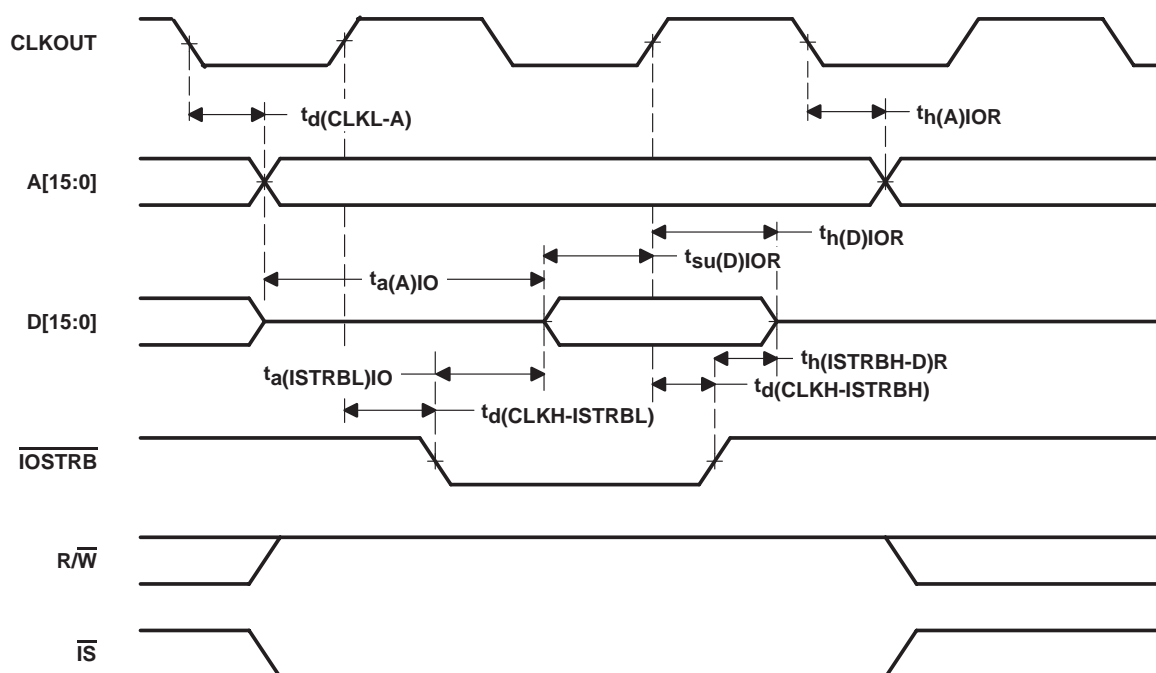 CLKOUT
td(CLKL-A)
th(A)IOR
A[15:0]
th(D)IOR
tsu(D)IOR
ta(A)IO
D[15:0]
th(ISTRBH-D)R
ta(ISTRBL)IO
td(CLKH-ISTRBH)
td(CLKH-ISTRBL)
IOSTRB
R/W
IS